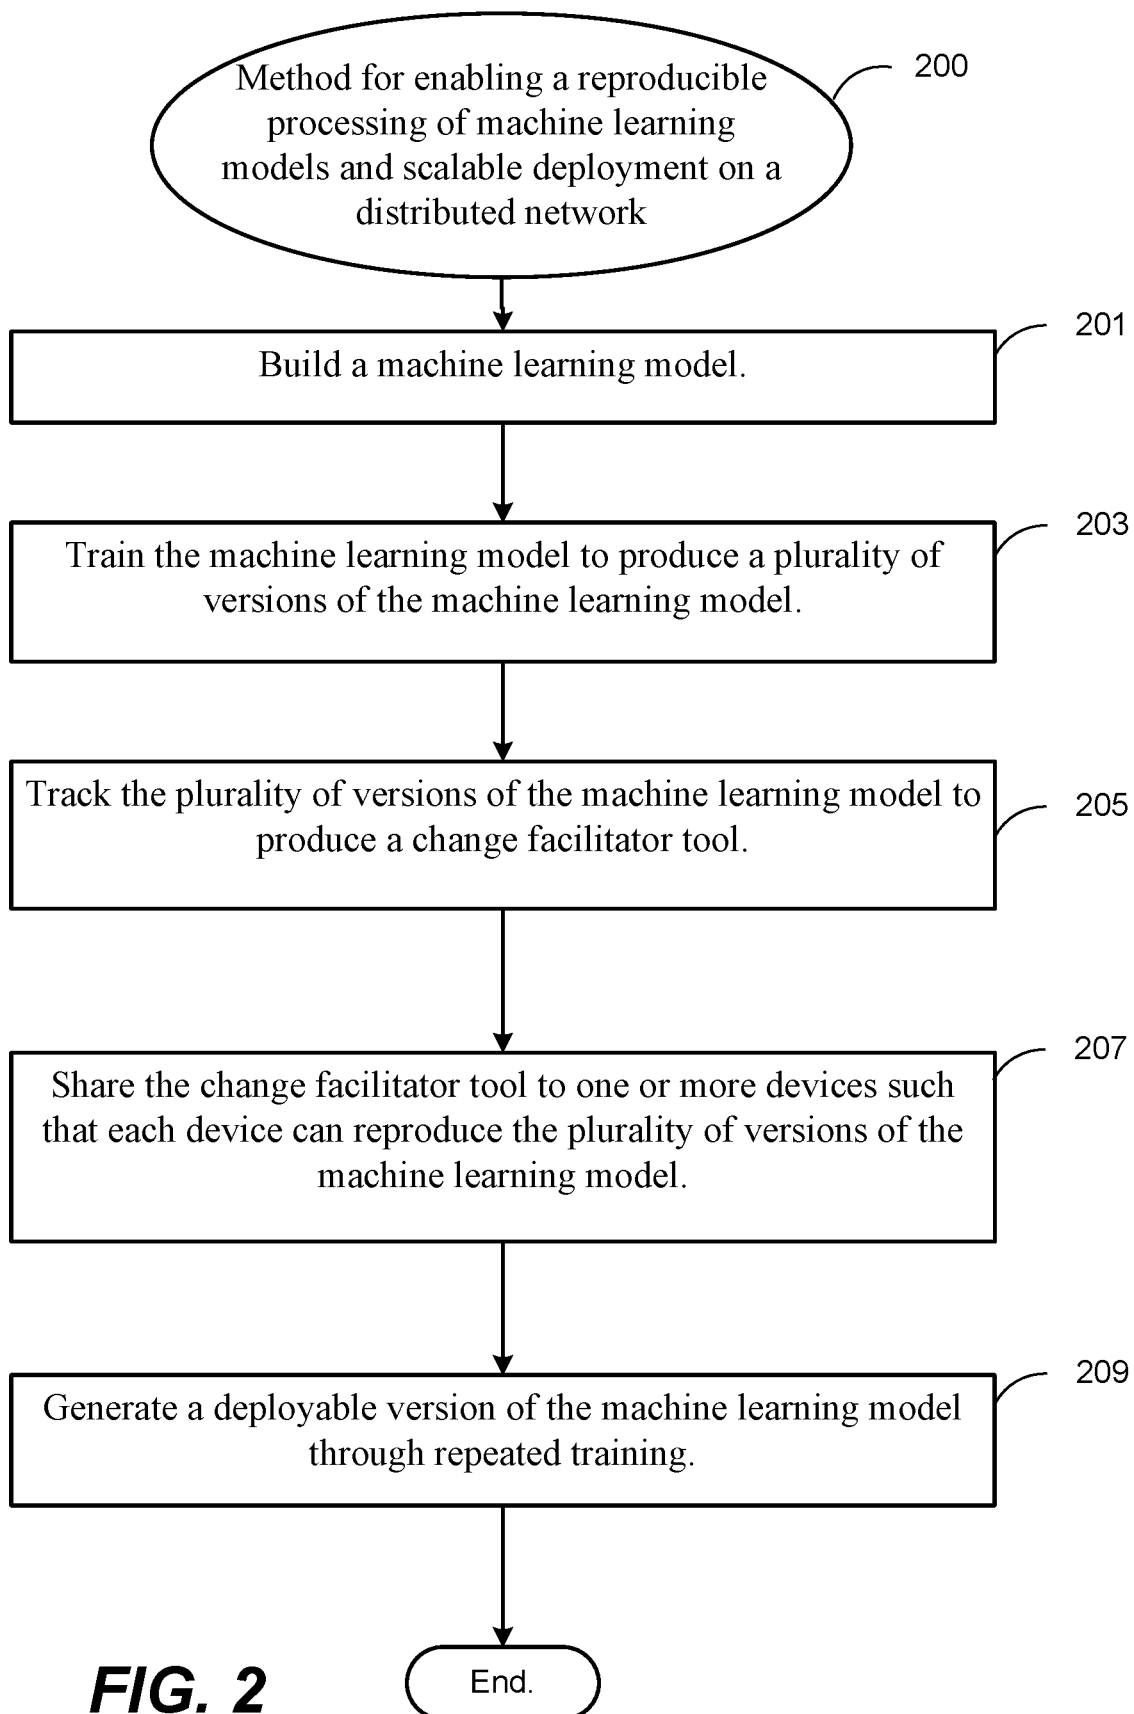 Method for enabling a reproducible
processing of machine learning
models and scalable deployment on a
distributed network
200
201
Build a machine learning model.
203
Train the machine learning model to produce a plurality of
versions of the machine learning model.
205
Track the plurality of versions of the machine learning model to
produce a change facilitator tool.
207
Share the change facilitator tool to one or more devices such
that each device can reproduce the plurality of versions of the
machine learning model.
209
Generate a deployable version of the machine learning model
through repeated training.
End.
FIG. 2